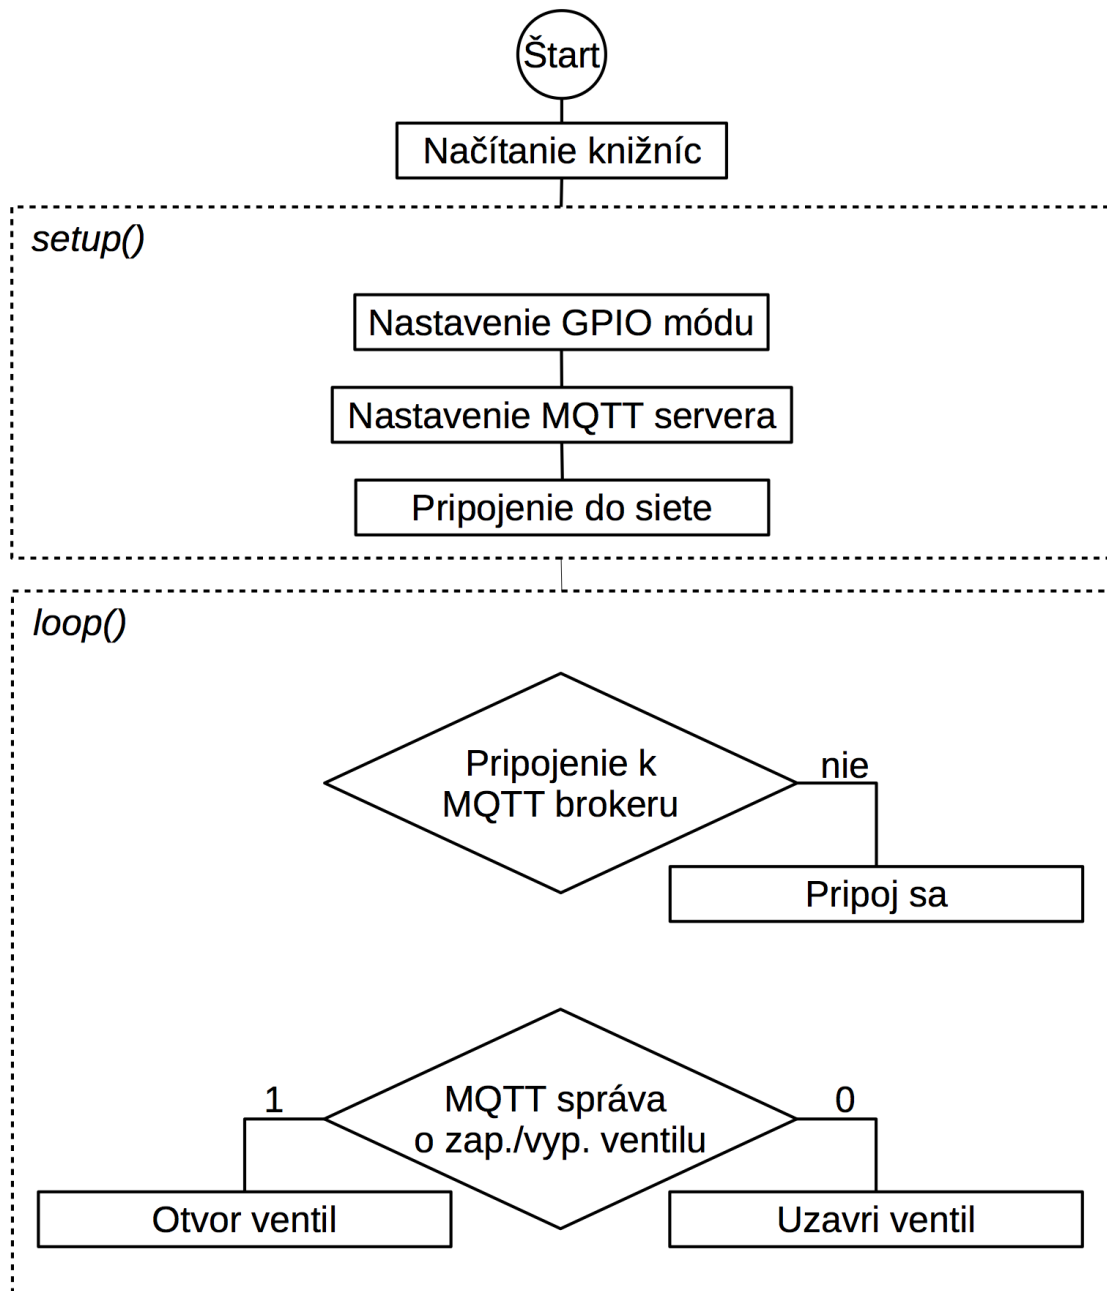 Štart
Načítanie knižníc
setup()
Nastavenie GPIO módu
Nastavenie MQTT servera
Pripojenie do siete
loop()
Pripojenie k
MQTT brokeru
nie
Pripoj sa
MQTT správa
o zap./vyp. ventilu
1
0
Otvor ventil
Uzavri ventil